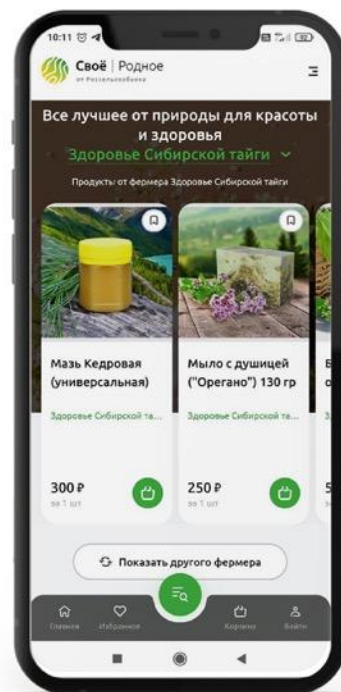 10:11
Своё | Родное
от Россельхозбанка
Все лучшее от природы для красоты
и здоровья
Здоровье Сибирской тайги
Продукты от фермера Здоровье Сибирской тайги
Мазь Кедровая
(универсальная)
Здоровье Сибирской та...
300 ₽
за 1 шт
Мыло с душицей
("Орегано") 130 гр
Здоровье Сибирской та...
250 ₽
за 1 шт
Показать другого фермера
Главная
Избранное
Корзина
Войти